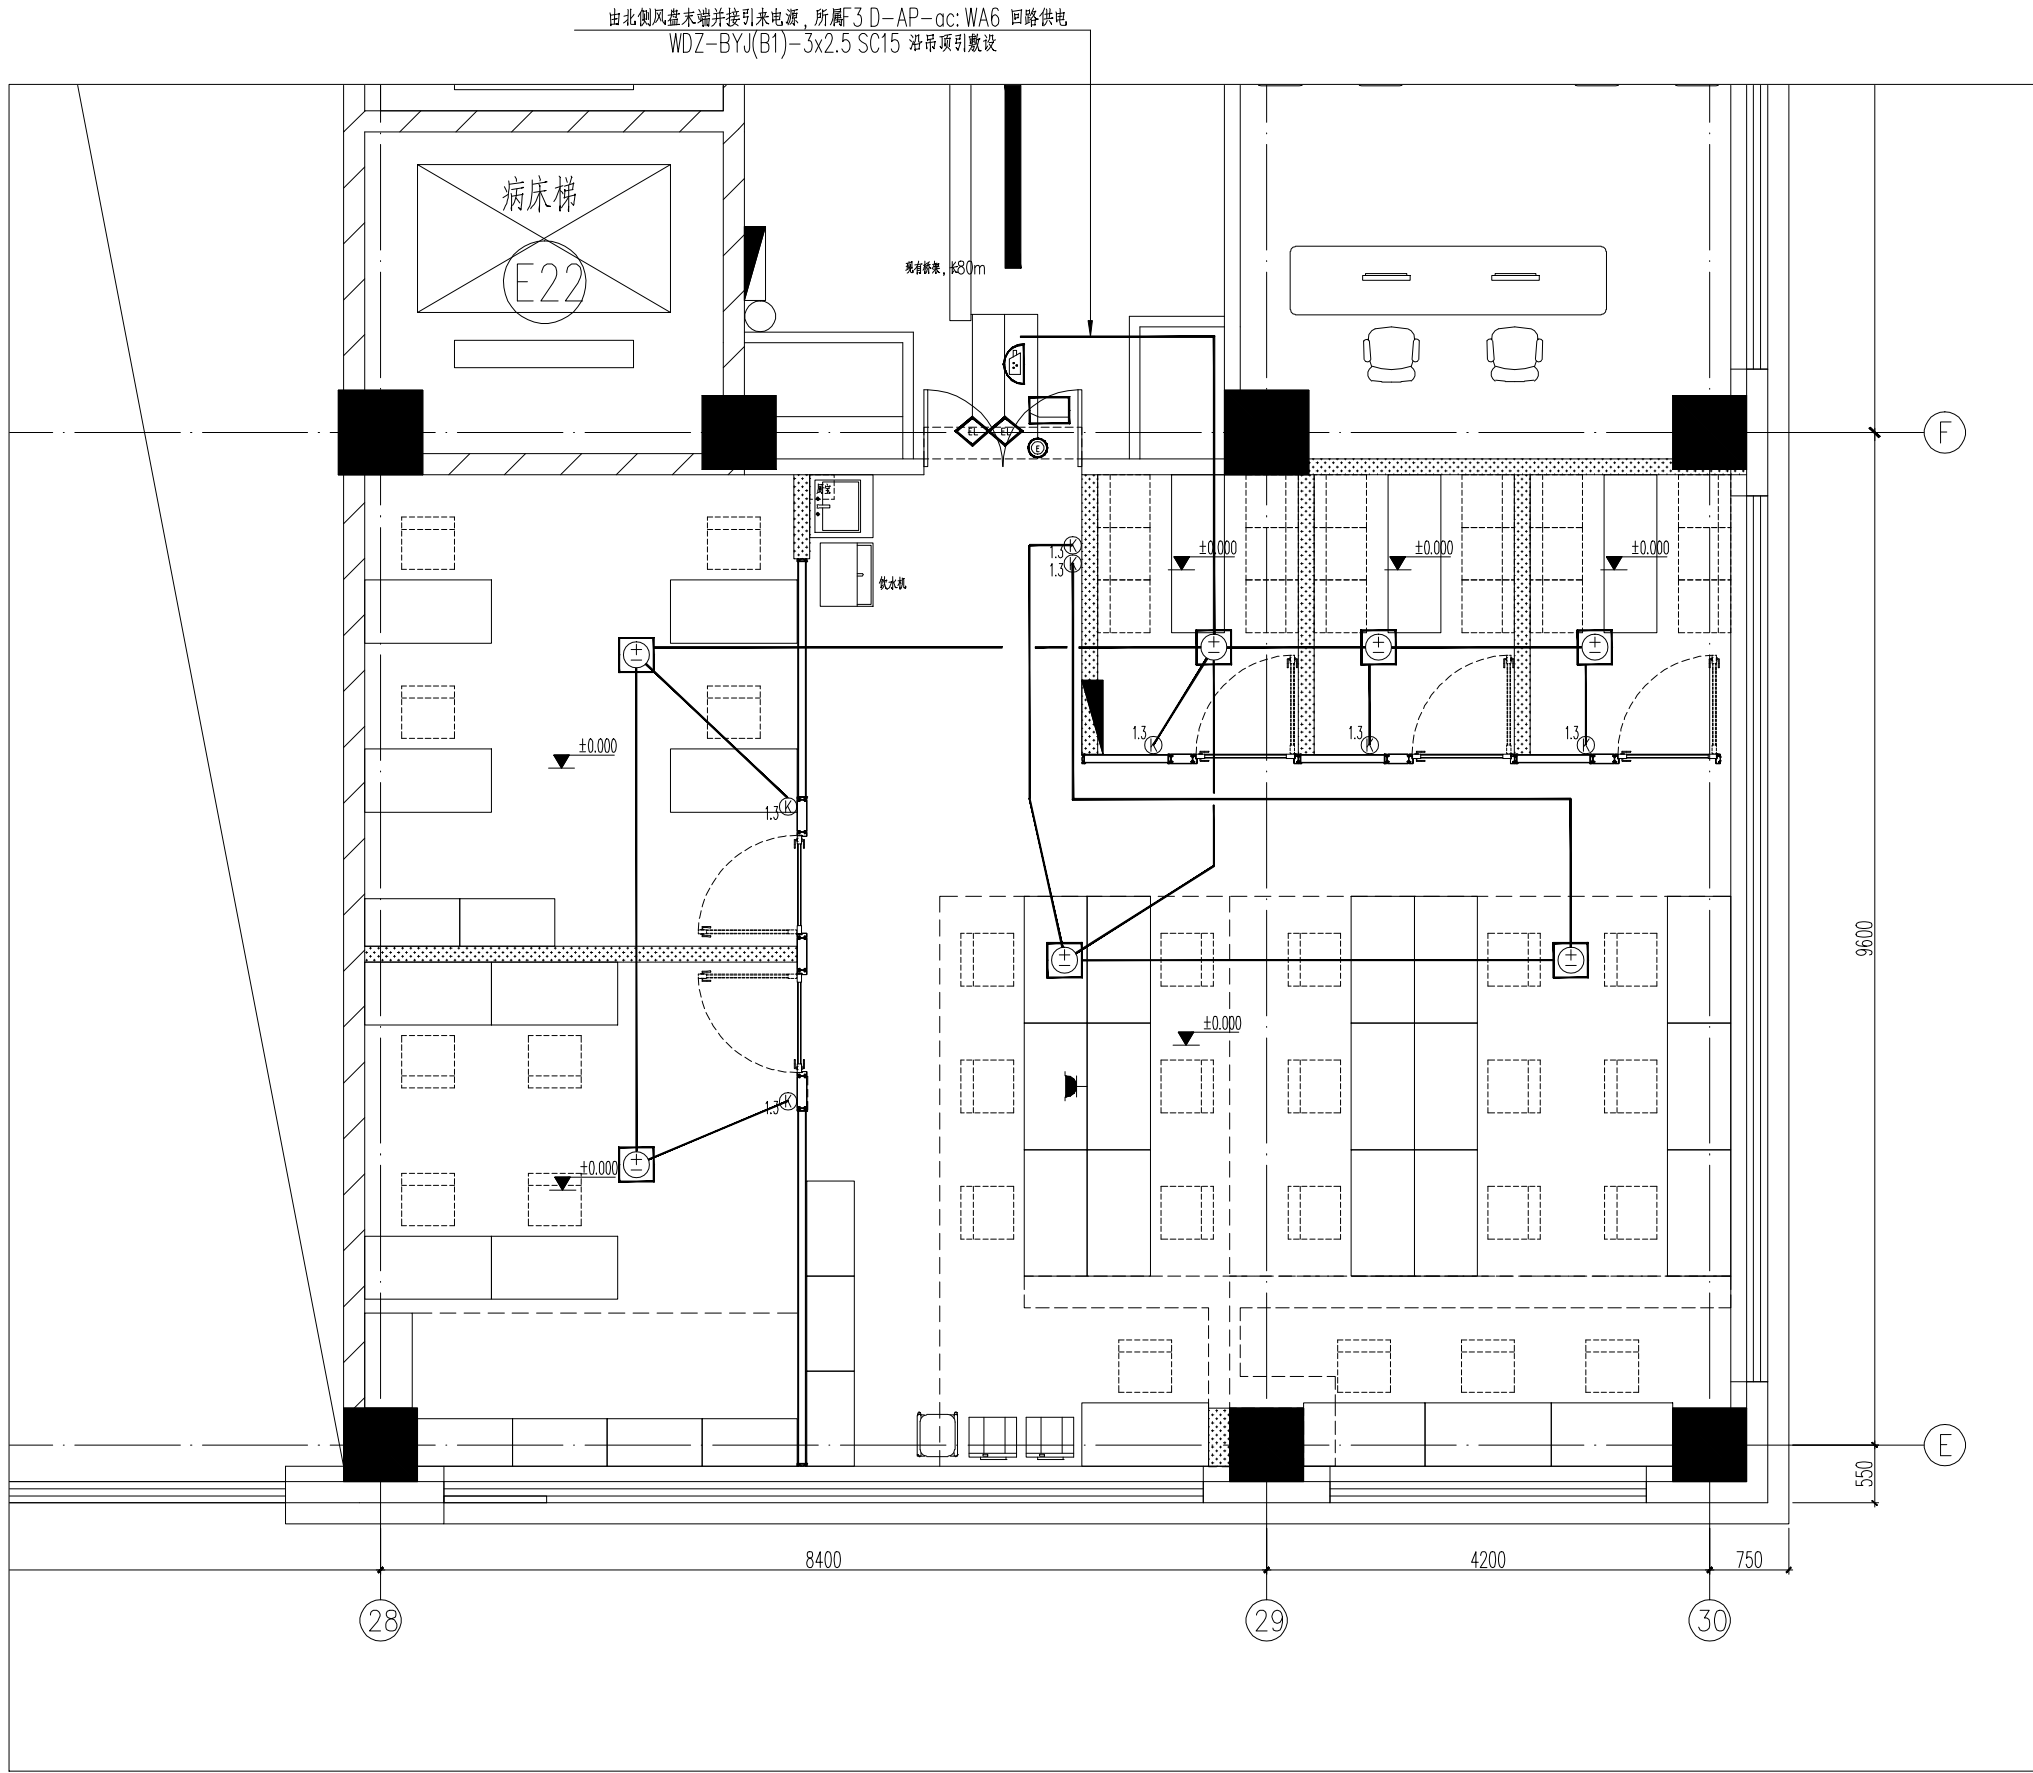 由北侧风盘末端并接引来电源，所属F3 D-AP-ac:WA6 回路供电
WDZ-BYJ(B1)-3x2.5 SC15 沿吊顶引敷设
病床梯
E22
现有桥架，长80m
EL
EL
E
F
厨宝
1.3 K
1.3 K
±0.000
±0.000
±0.000
饮水机
±0.000
1.3 K
1.3 K
1.3 K
1.3 K
9600
±0.000
1.3 K
±0.000
E
550
8400
4200
750
28
29
30